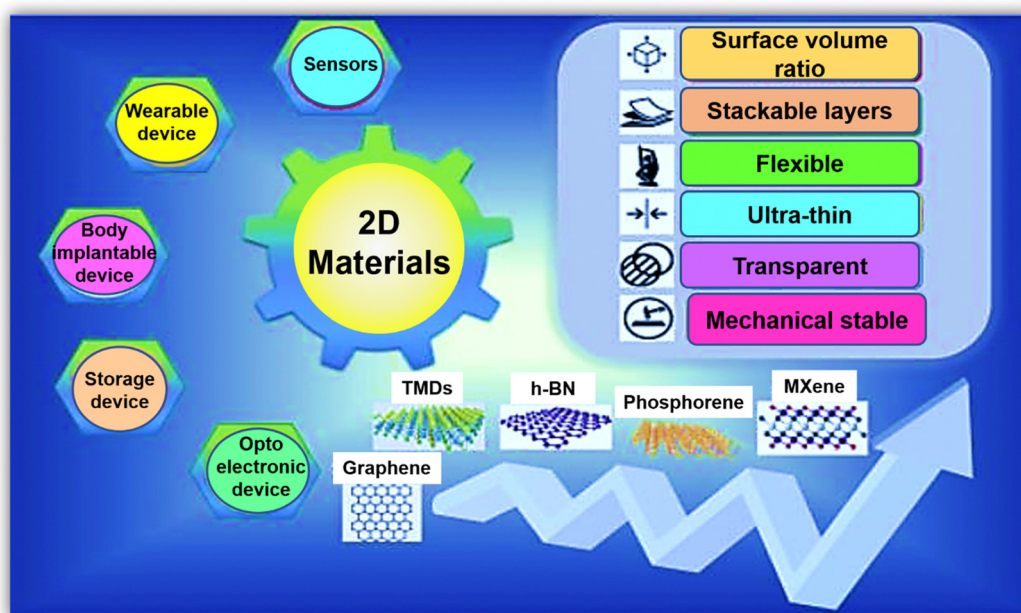 Sensors
Wearable
device
Body
implantable
device
Storage
device
Opto
electronic
device
2D
Materials
Surface volume
ratio
Stackable layers
Flexible
Ultra-thin
Transparent
Mechanical stable
Graphene
TMDs
h-BN
Phosphorene
MXene